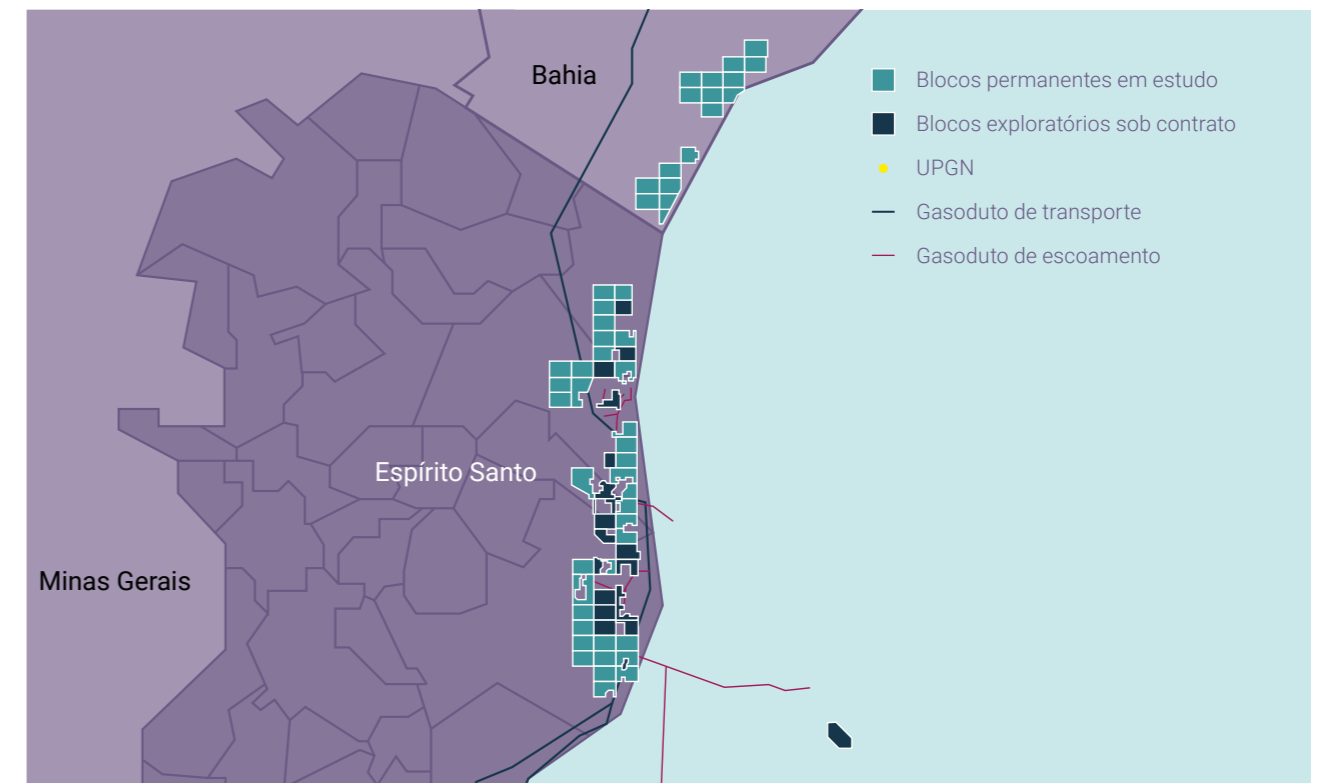 Bahia
Blocos permanentes em estudo
Blocos exploratórios sob contrato
UPGN
Gasoduto de transporte
Gasoduto de escoamento
Espírito Santo
Minas Gerais